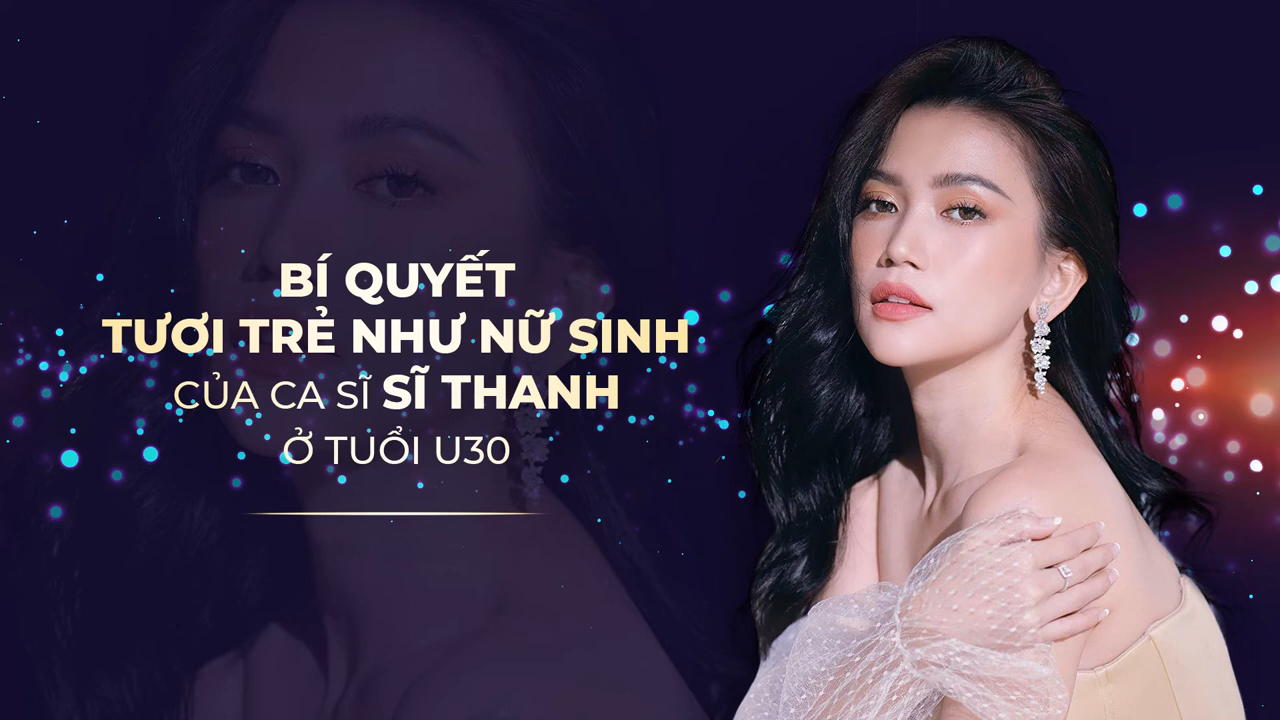 BÍ QUYẾT
TƯƠI TRẺ NHƯ NỮ SINH
CỦA CA SĨ SĨ THANH
Ở TUỔI U30